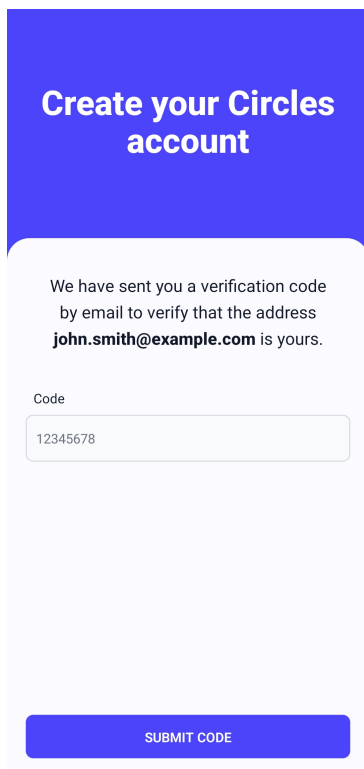 Create your Circles
account
We have sent you a verification code
by email to verify that the address
john.smith@example.com is yours.
Code
12345678
SUBMIT CODE